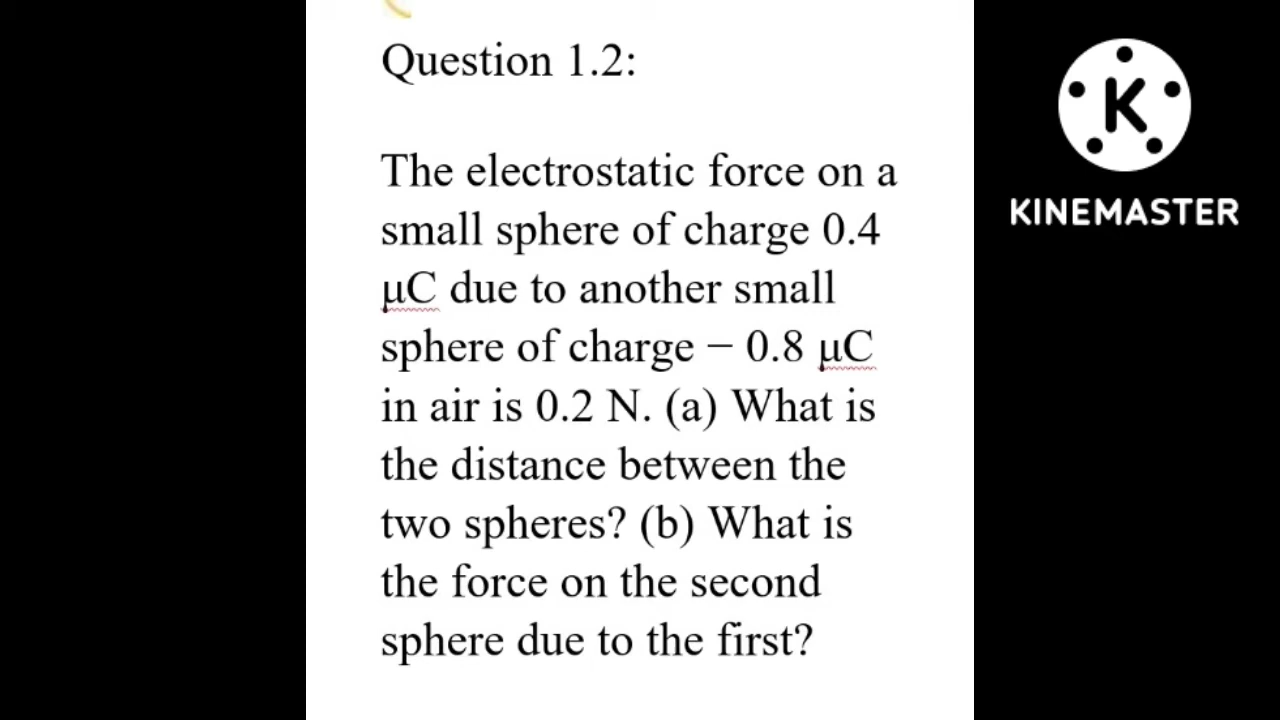 Question 1.2:
The electrostatic force on a
small sphere of charge 0.4
μC due to another small
sphere of charge − 0.8 μC
in air is 0.2 N. (a) What is
the distance between the
two spheres? (b) What is
the force on the second
sphere due to the first?
K
KINEMASTER